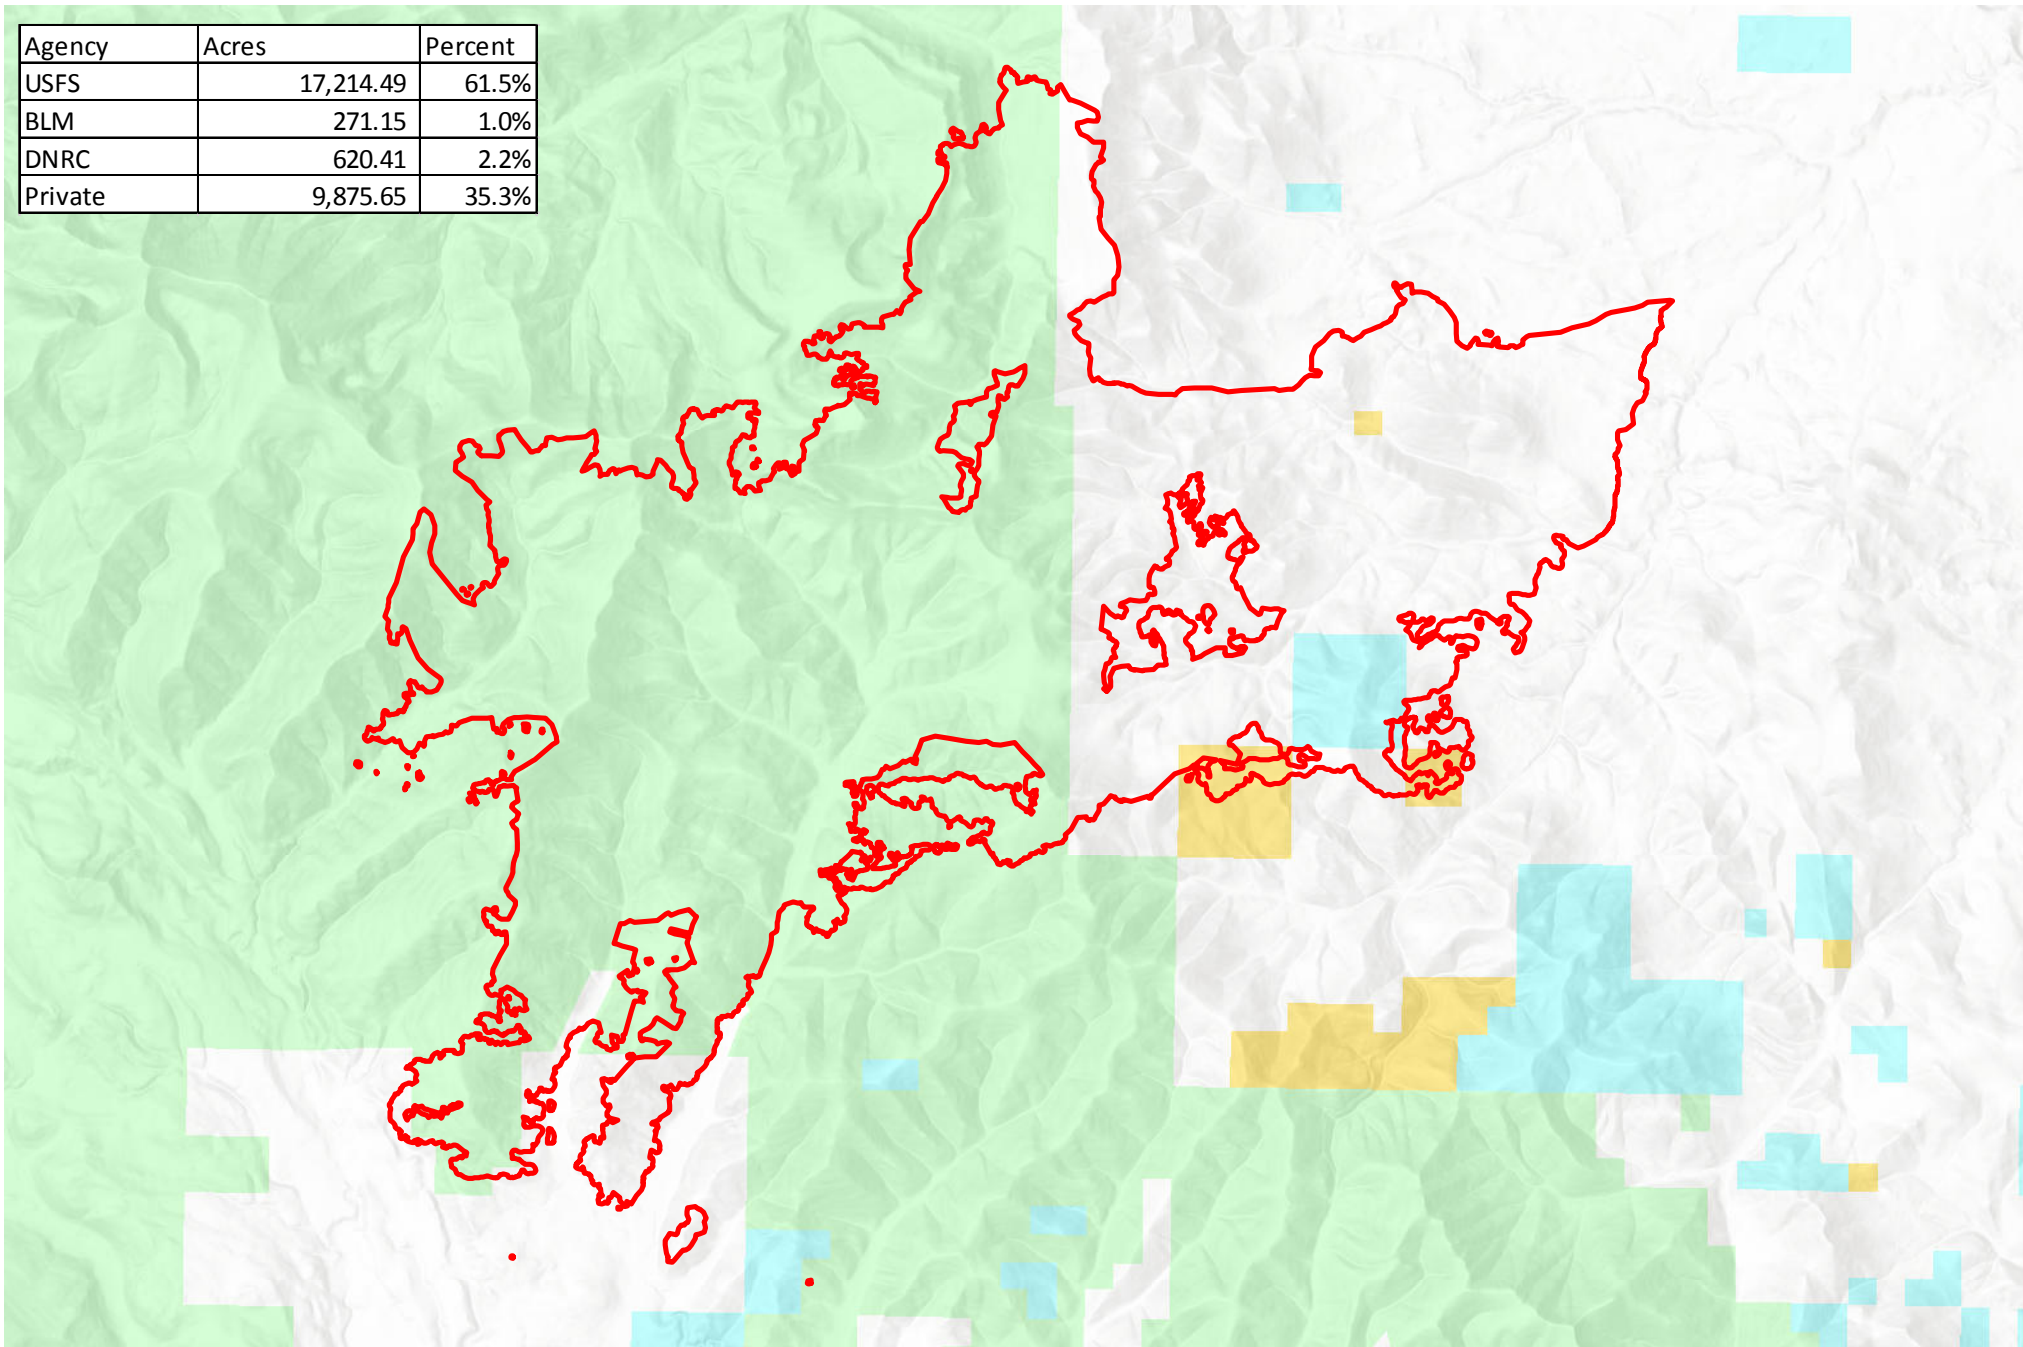 Agency Acres Percent
USFS 17,214.49 61.5%
BLM 271.15 1.0%
DNRC 620.41 2.2%
Private 9,875.65 35.3%